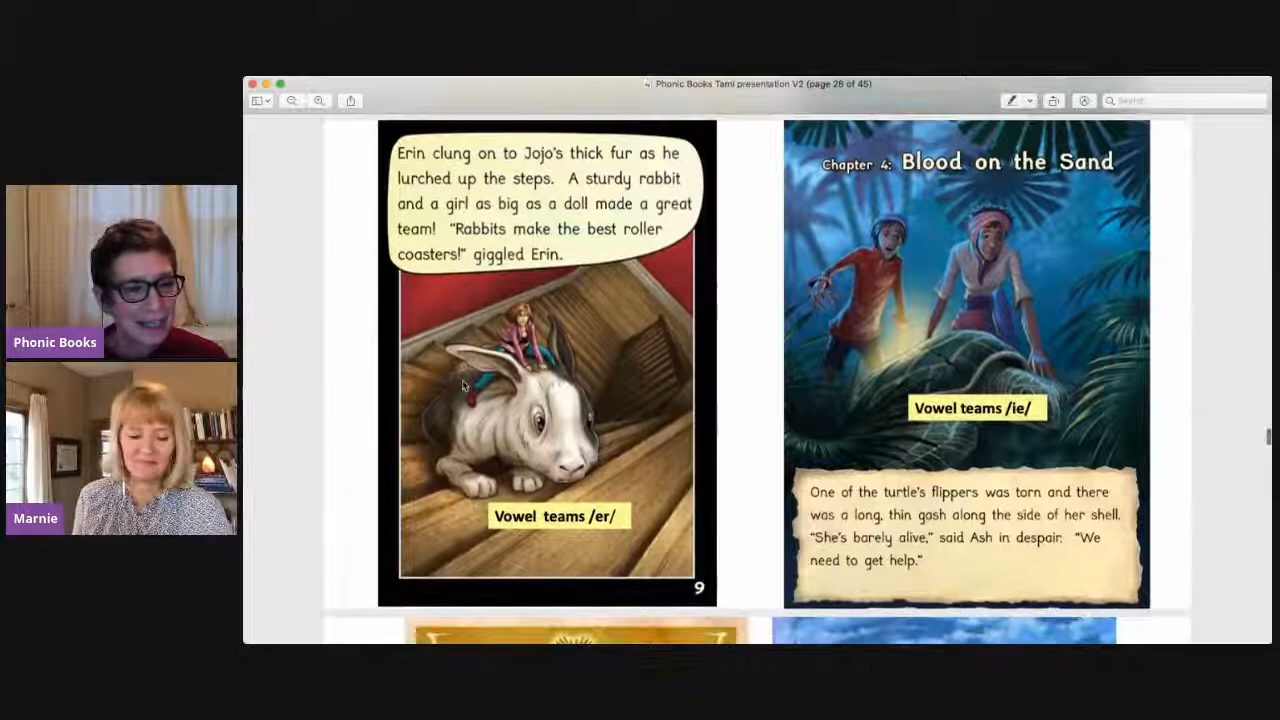 Phonic Books Tami presentation V2 (page 28 of 45)
Search
Erin clung on to Jojo's thick fur as he
lurched up the steps. A sturdy rabbit
and a girl as big as a doll made a great
team! "Rabbits make the best roller
coasters!" giggled Erin.
Vowel teams /er/
9
Chapter 4: Blood on the Sand
Vowel teams /ie/
One of the turtle's flippers was torn and there
was a long, thin gash along the side of her shell.
"She's barely alive," said Ash in despair. "We
need to get help."
Phonic Books
Marnie